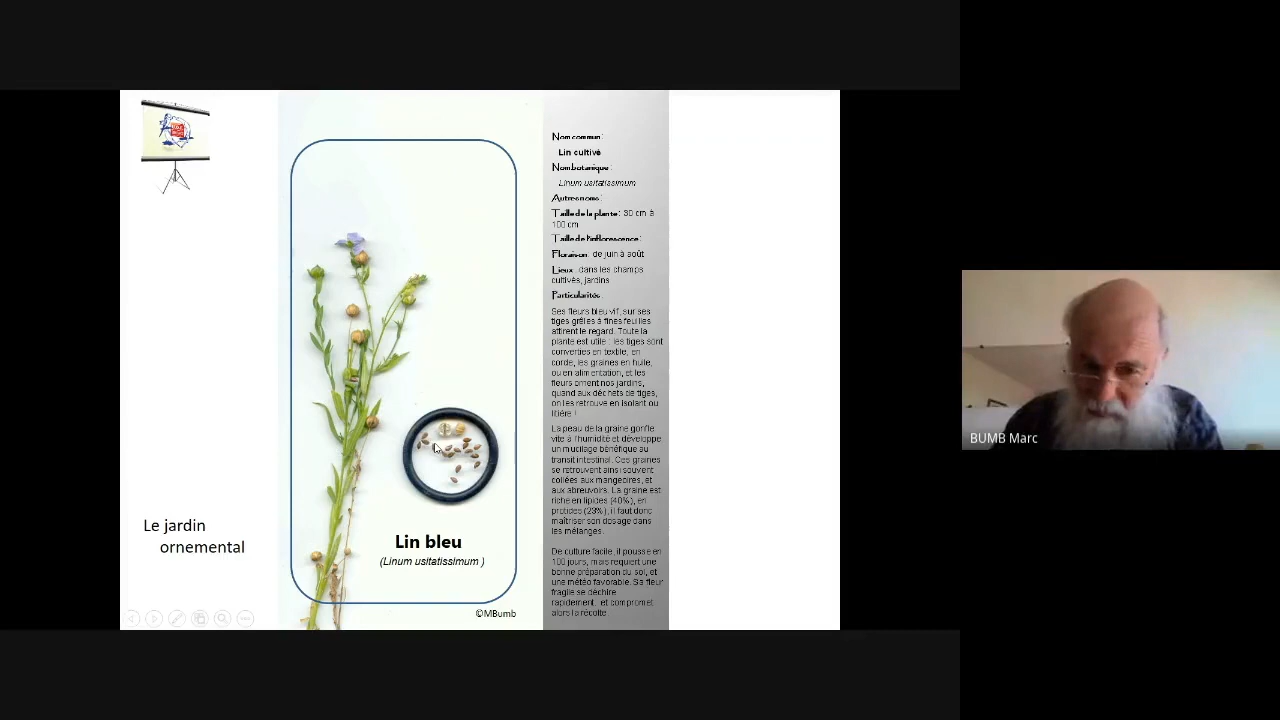 Le jardin
ornemental
Lin bleu
(Linum usitatissimum )
©MBumb
Nom commun :
Lin cultivé
Nom botanique :
Linum usitatissimum
Autres noms :
Taille de la plante : 30 cm à
100 cm
Taille de l'inflorescence :
Floraison : de juin à août
Lieux : dans les champs
cultivés, jardins
Particularités :
Ses fleurs bleu vif, sur ses
tiges grêles à fines feuilles
attirent le regard. Toute la
plante est utile : les tiges sont
converties en textile, en
corde, les graines en huile,
ou en alimentation, et les
fleurs ornent nos jardins,
quand aux déchets de tiges,
on les retrouve en isolant ou
litière !
La peau de la graine gonfle
vite à l'humidité et développe
un mucilage bénéfique au
transit intestinal. Ces graines
se retrouvent ainsi souvent
collées aux mangeoires, et
aux abreuvoirs. La graine est
riche en lipides (40%), en
protides (23%), il faut donc
maîtriser son dosage dans
les mélanges.
De culture facile, il pousse en
100 jours, mais requiert une
bonne préparation du sol, et
une météo favorable. Sa fleur
fragile se déchire
rapidement, et compromet
alors la récolte.
BUMB Marc